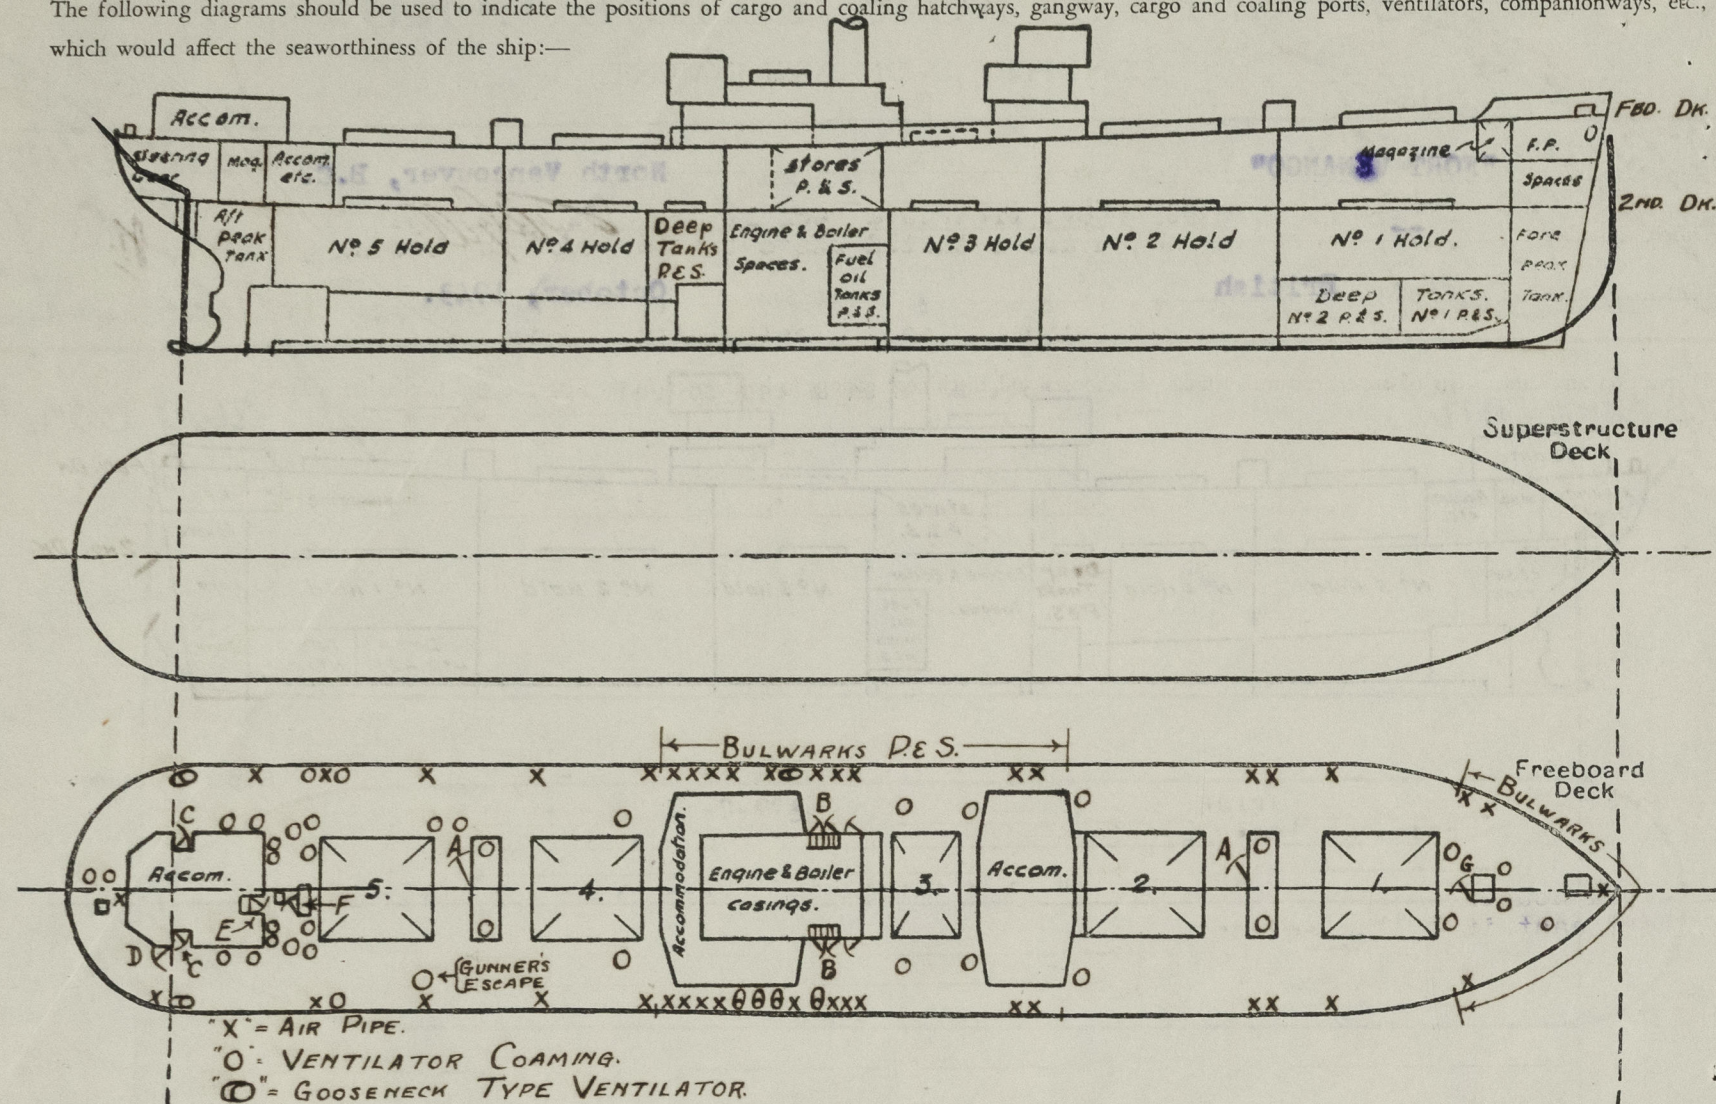 The following diagrams should be used to indicate the positions of cargo and coaling hatchways, gangway, cargo and coaling ports, ventilators, companionways, etc.,
which would affect the seaworthiness of the ship:—
Accom.
FBD. DK.
Steering Gear
Mag.
Accom. etc.
Stores P. & S.
Magazine
F.P. Spaces
2ND. DK.
Aft Peak Tank
Nº 5 Hold
Nº 4 Hold
Deep Tanks P.&S.
Engine & Boiler Spaces.
Fuel Oil Tanks P.&S.
Nº 3 Hold
Nº 2 Hold
Nº 1 Hold.
Fore Peak Tank.
Deep Tanks.
Nº 2 P.&S.
Nº 1 P.&S.
Superstructure
Deck
BULWARKS P.&S.
Freeboard
Deck
BULWARKS
C
Accom.
E
F
D
C
5.
A
4.
Accommodation.
B
Engine & Boiler
Casings.
B
3.
Accom.
2.
A
1.
G
GUNNER'S
ESCAPE
"X" = AIR PIPE.
"O" = VENTILATOR COAMING.
" " = GOOSENECK TYPE VENTILATOR.